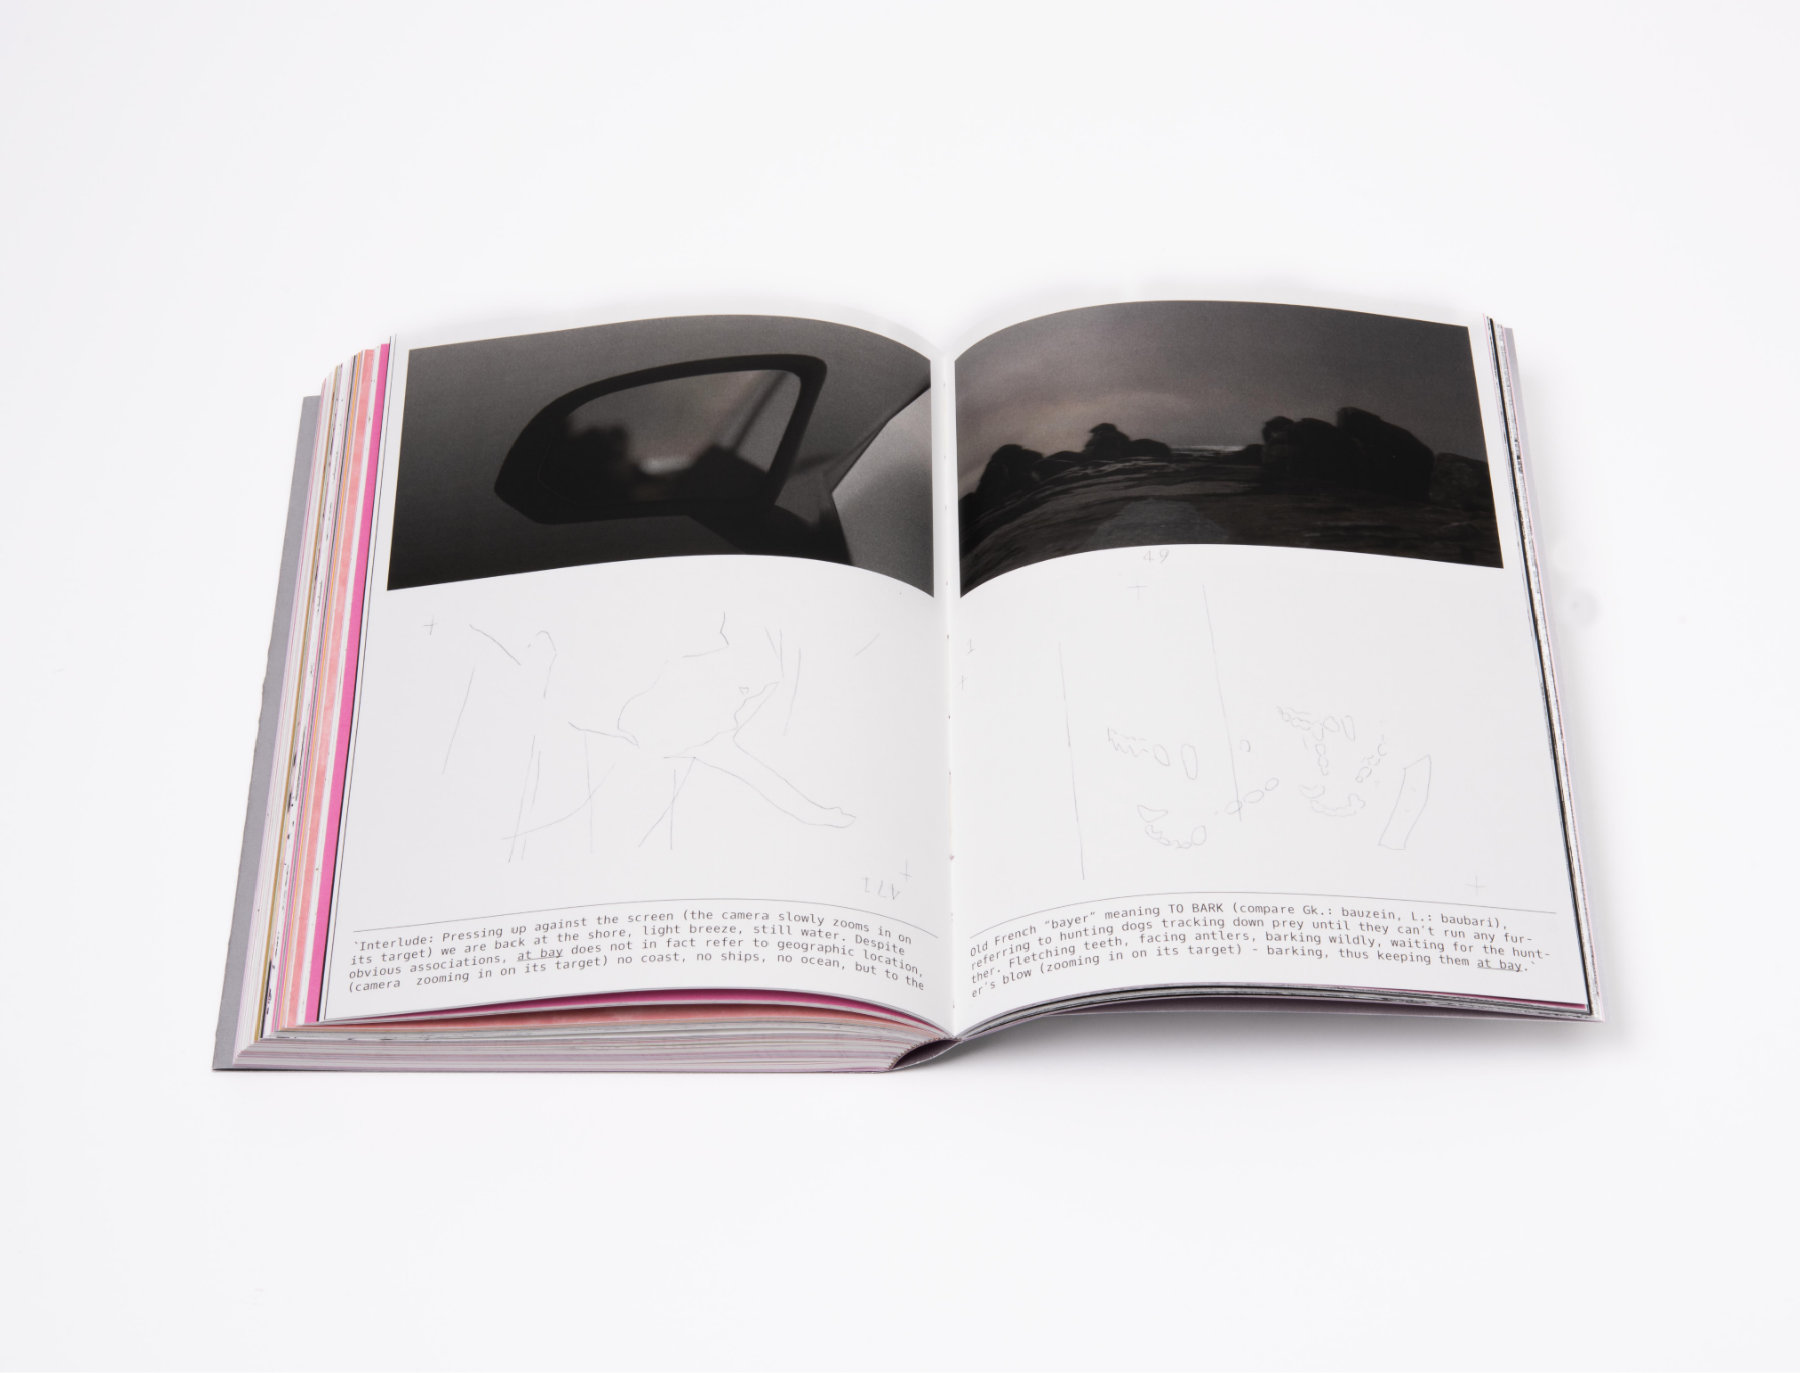 471
`Interlude: Pressing up against the screen (the camera slowly zooms in on
its target) we are back at the shore, light breeze, still water. Despite
obvious associations, at bay does not in fact refer to geographic location,
(camera  zooming in on its target) no coast, no ships, no ocean, but to the
49
1
Old French "bayer" meaning TO BARK (compare Gk.: bauzein, L.: baubari),
referring to hunting dogs tracking down prey until they can't run any fur-
ther. Fletching teeth, facing antlers, barking wildly, waiting for the hunt-
er's blow (zooming in on its target) - barking, thus keeping them at bay.`